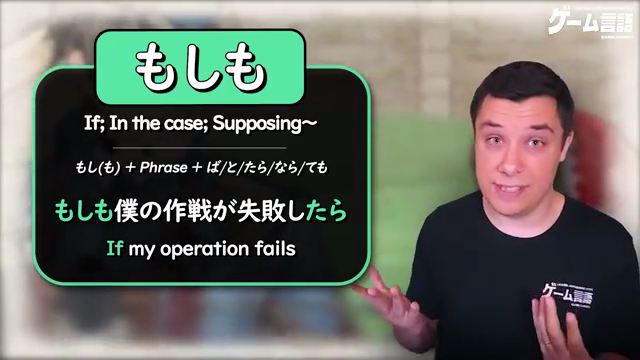 もしも
If; In the case; Supposing～
もし(も) + Phrase + ば/と/たら/なら/ても
もしも僕の作戦が失敗したら
If my operation fails
ゲーム言語
ゲーム言語